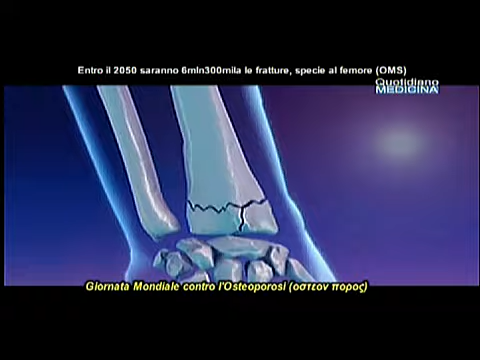 Entro il 2050 saranno 6mln300mila le fratture, specie al femore (OMS)
Quotidiano
MEDICINA
Giornata Mondiale contro l'Osteoporosi (οστεον πορος)